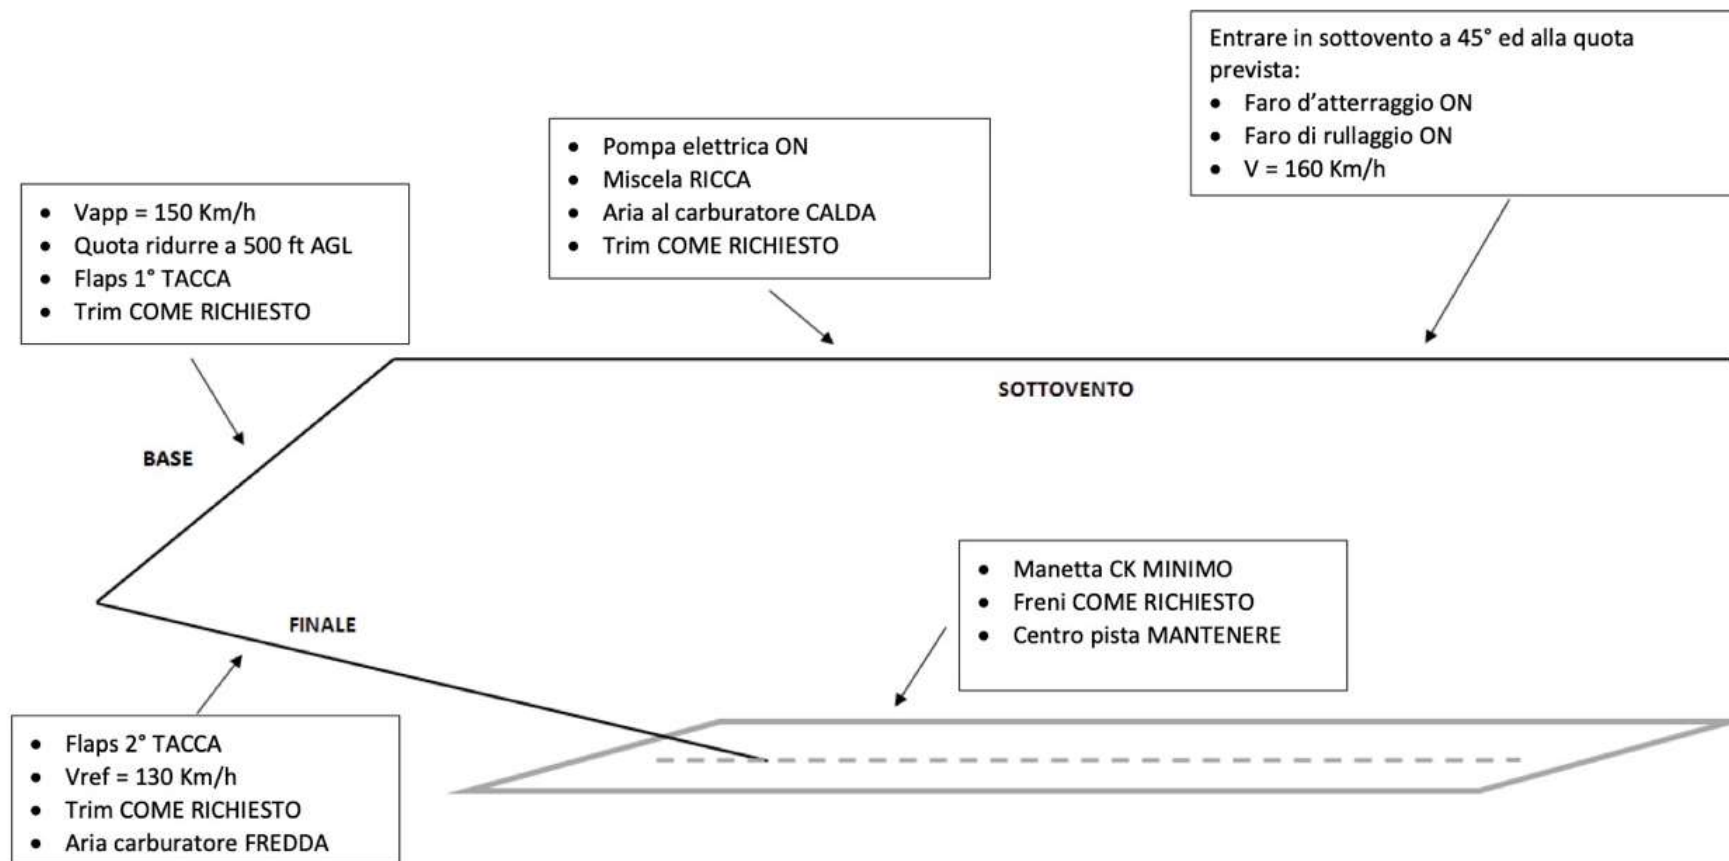 Entrare in sottovento a 45° ed alla quota
prevista:
• Faro d'atterraggio ON
• Faro di rullaggio ON
• V = 160 Km/h
• Pompa elettrica ON
• Miscela RICCA
• Aria al carburatore CALDA
• Trim COME RICHIESTO
• Vapp = 150 Km/h
• Quota ridurre a 500 ft AGL
• Flaps 1° TACCA
• Trim COME RICHIESTO
SOTTOVENTO
BASE
FINALE
• Manetta CK MINIMO
• Freni COME RICHIESTO
• Centro pista MANTENERE
• Flaps 2° TACCA
• Vref = 130 Km/h
• Trim COME RICHIESTO
• Aria carburatore FREDDA